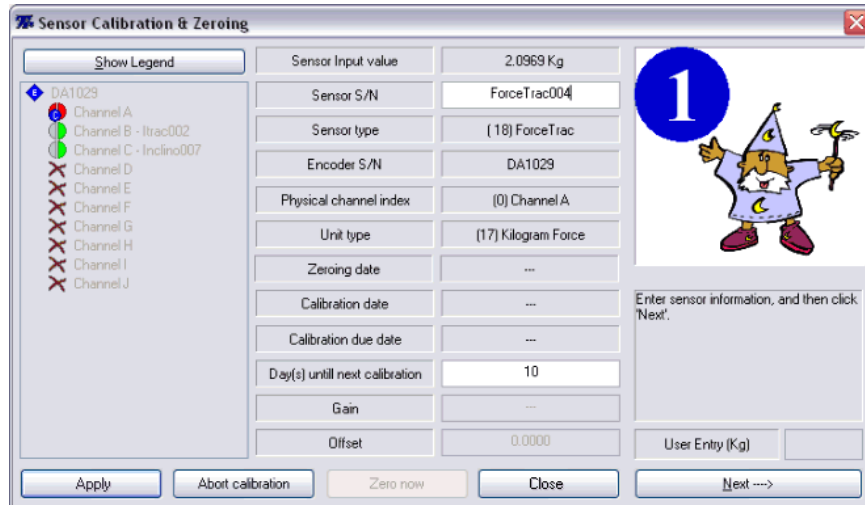 Sensor Calibration & Zeroing
Show Legend
DA1029
Channel A
Channel B - Itrac002
Channel C - Inclino007
Channel D
Channel E
Channel F
Channel G
Channel H
Channel I
Channel J
Sensor Input value 2.0969 Kg
Sensor S/N ForceTrac004
Sensor type ( 18) ForceTrac
Encoder S/N DA1029
Physical channel index (0) Channel A
Unit type (17) Kilogram Force
Zeroing date ---
Calibration date ---
Calibration due date ---
Day(s) untill next calibration 10
Gain ---
Offset 0.0000
1
Enter sensor information, and then click
'Next'.
User Entry (Kg)
Apply Abort calibration Zero now Close Next ---->